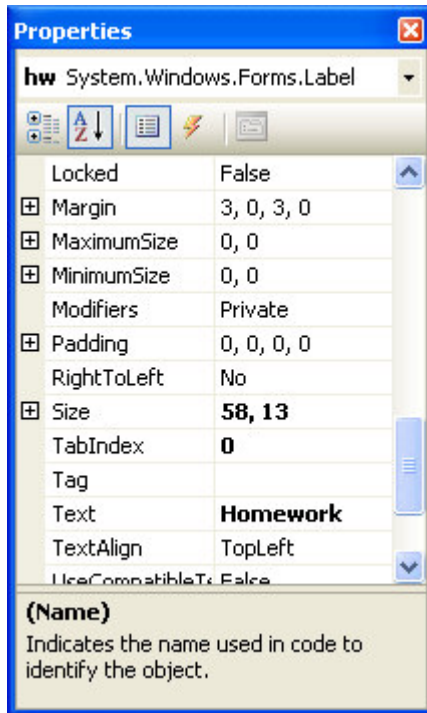 Properties
hw System.Windows.Forms.Label
A
Z
Locked False
Margin 3, 0, 3, 0
MaximumSize 0, 0
MinimumSize 0, 0
Modifiers Private
Padding 0, 0, 0, 0
RightToLeft No
Size 58, 13
TabIndex 0
Tag
Text Homework
TextAlign TopLeft
UseCompatibleTe False
(Name)
Indicates the name used in code to
identify the object.